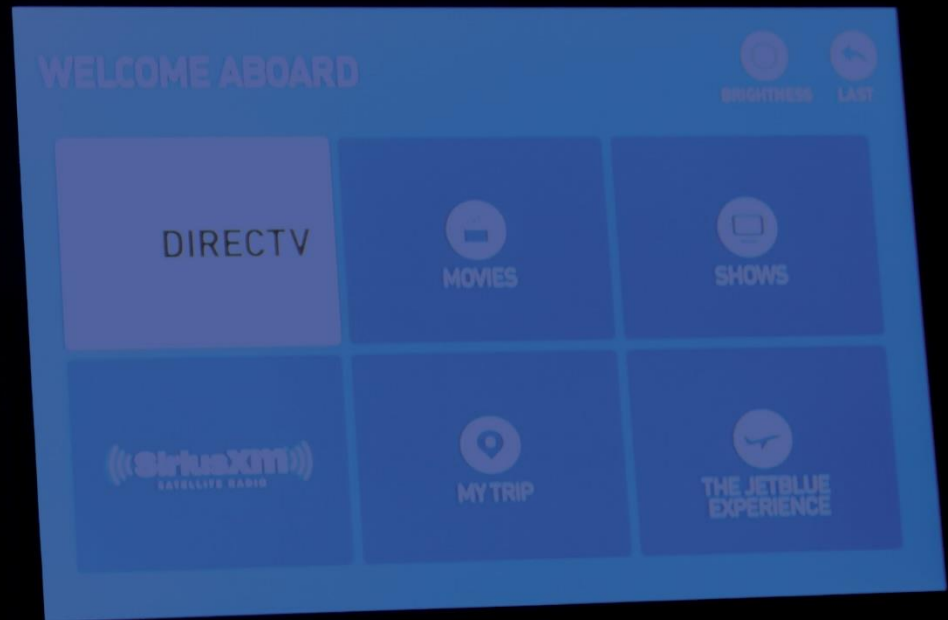 WELCOME ABOARD
BRIGHTNESS
LAST
DIRECTV
MOVIES
SHOWS
SiriusXM
SATELLITE RADIO
MY TRIP
THE JETBLUE
EXPERIENCE